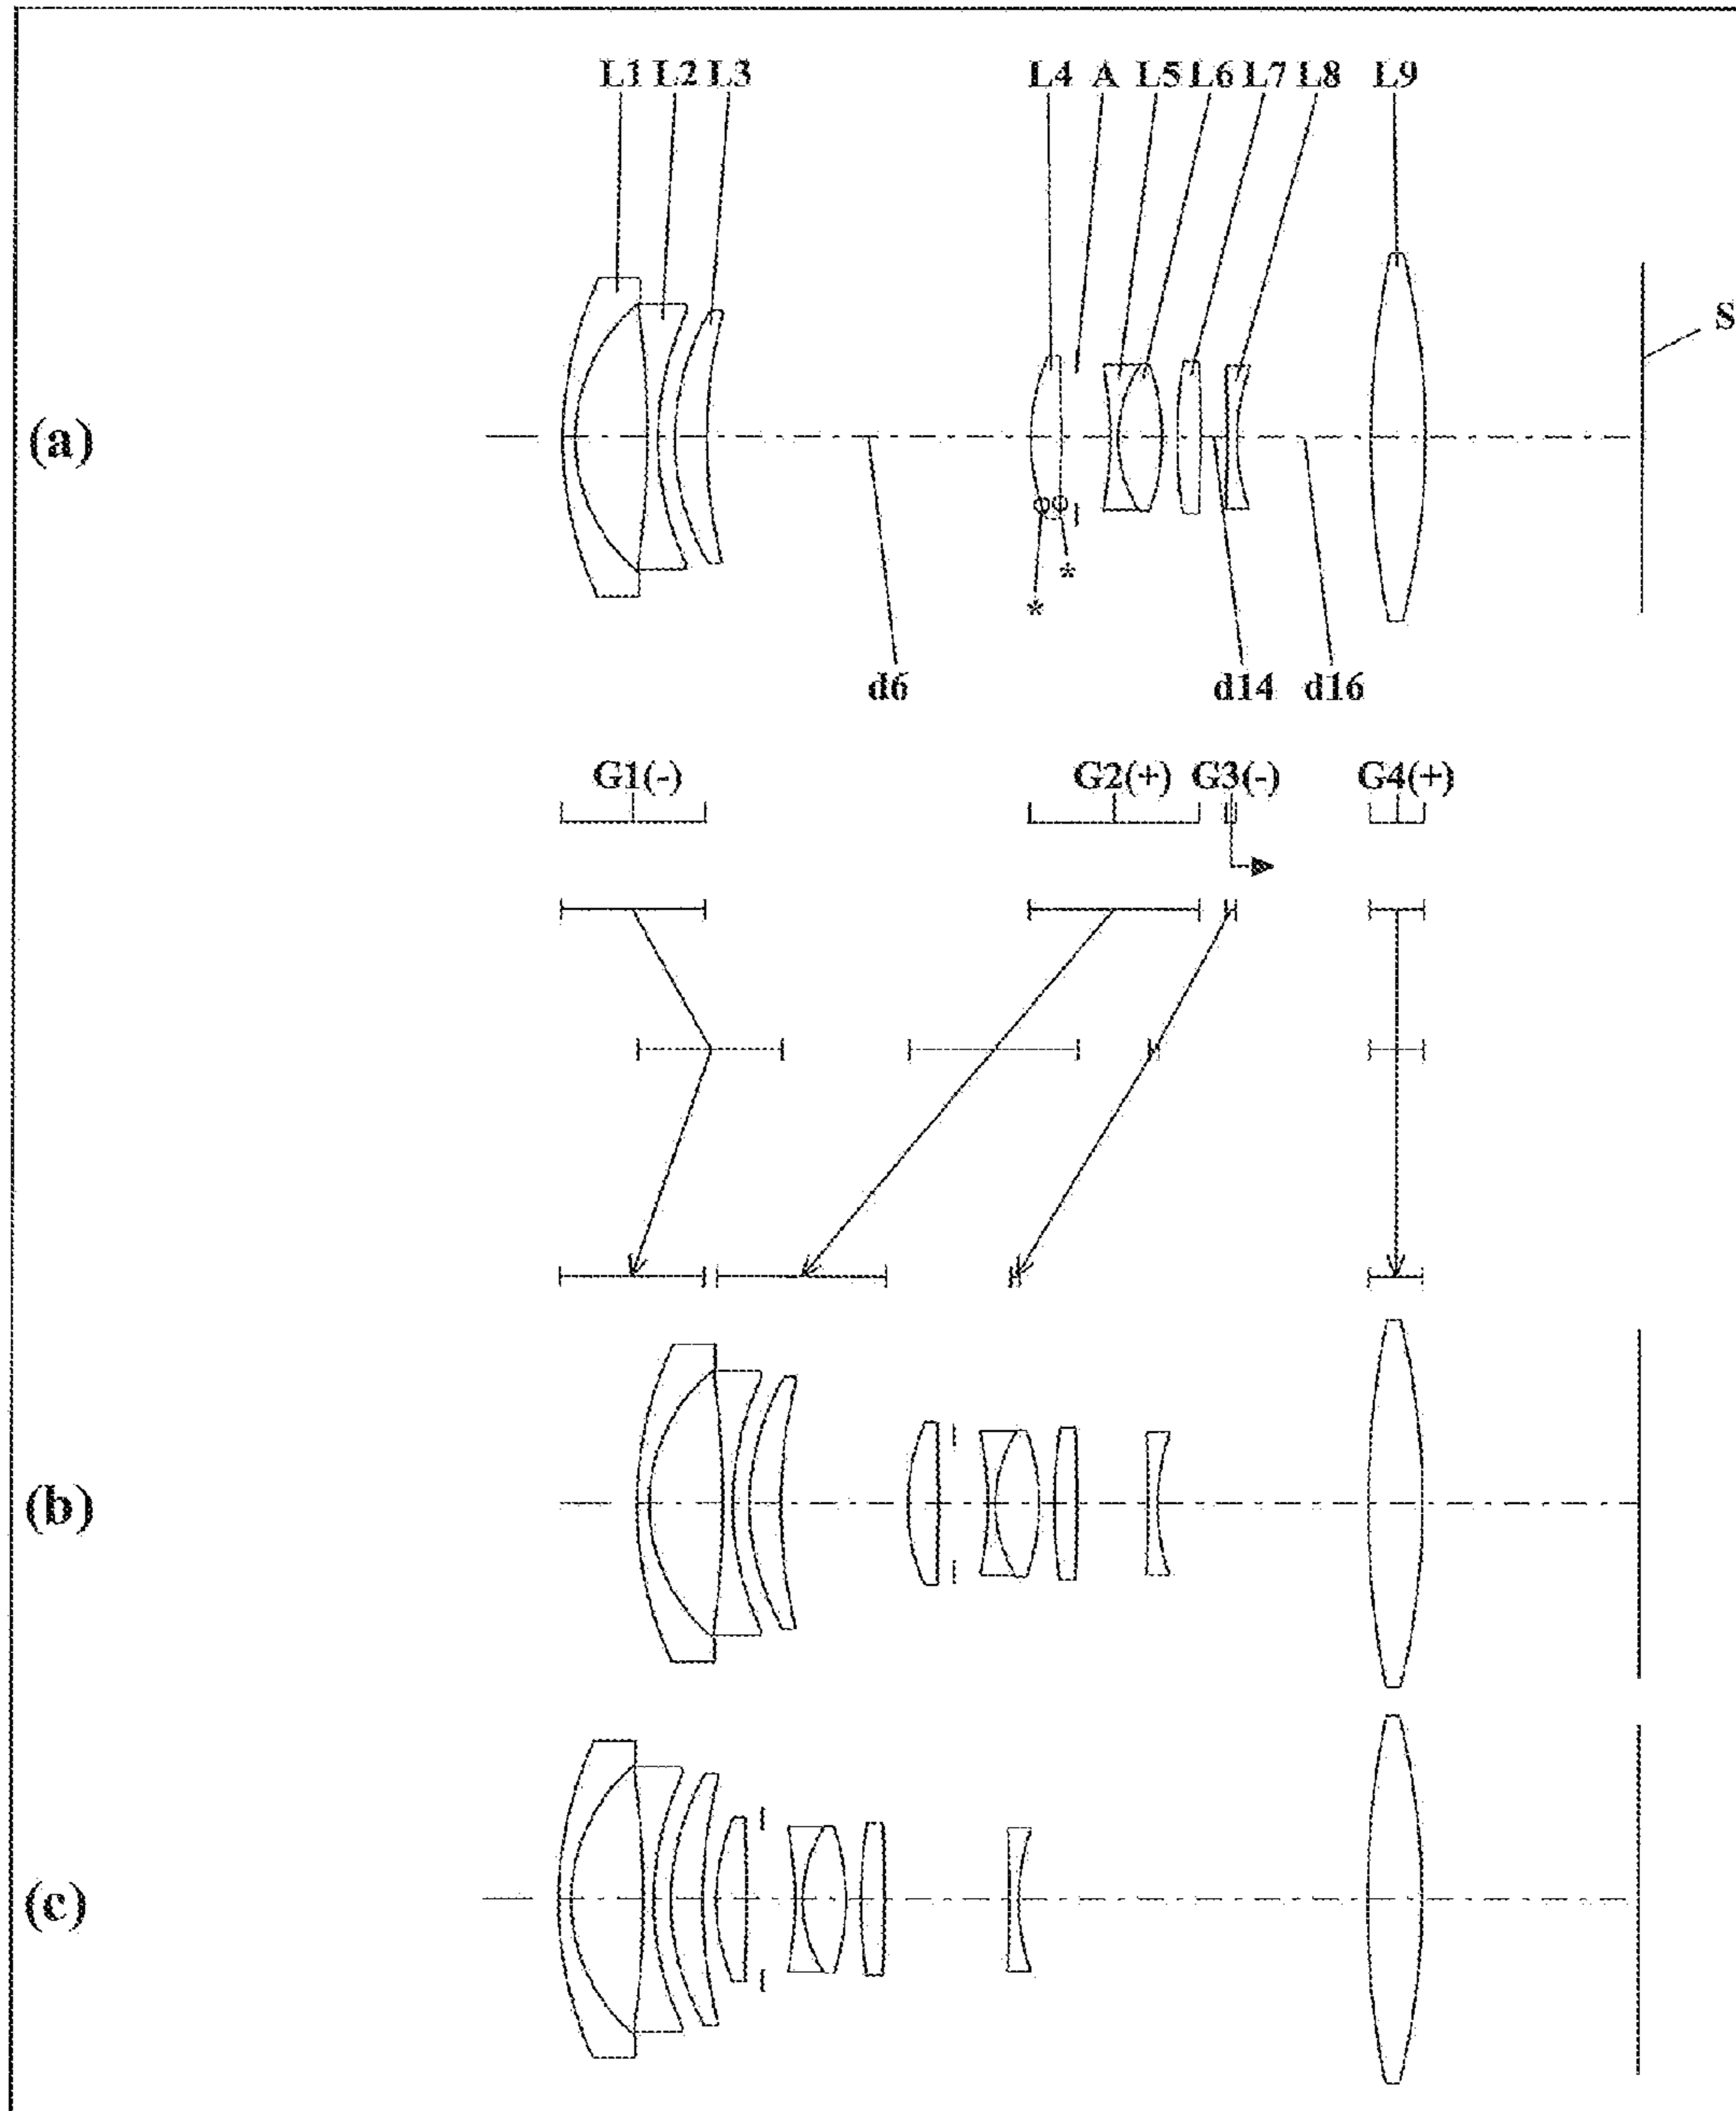 L1 L2 L3 L4 A L5 L6 L7 L8 L9
S
(a)
*
*
d6 d14 d16
G1(-) G2(+) G3(-) G4(+)
(b)
(c)